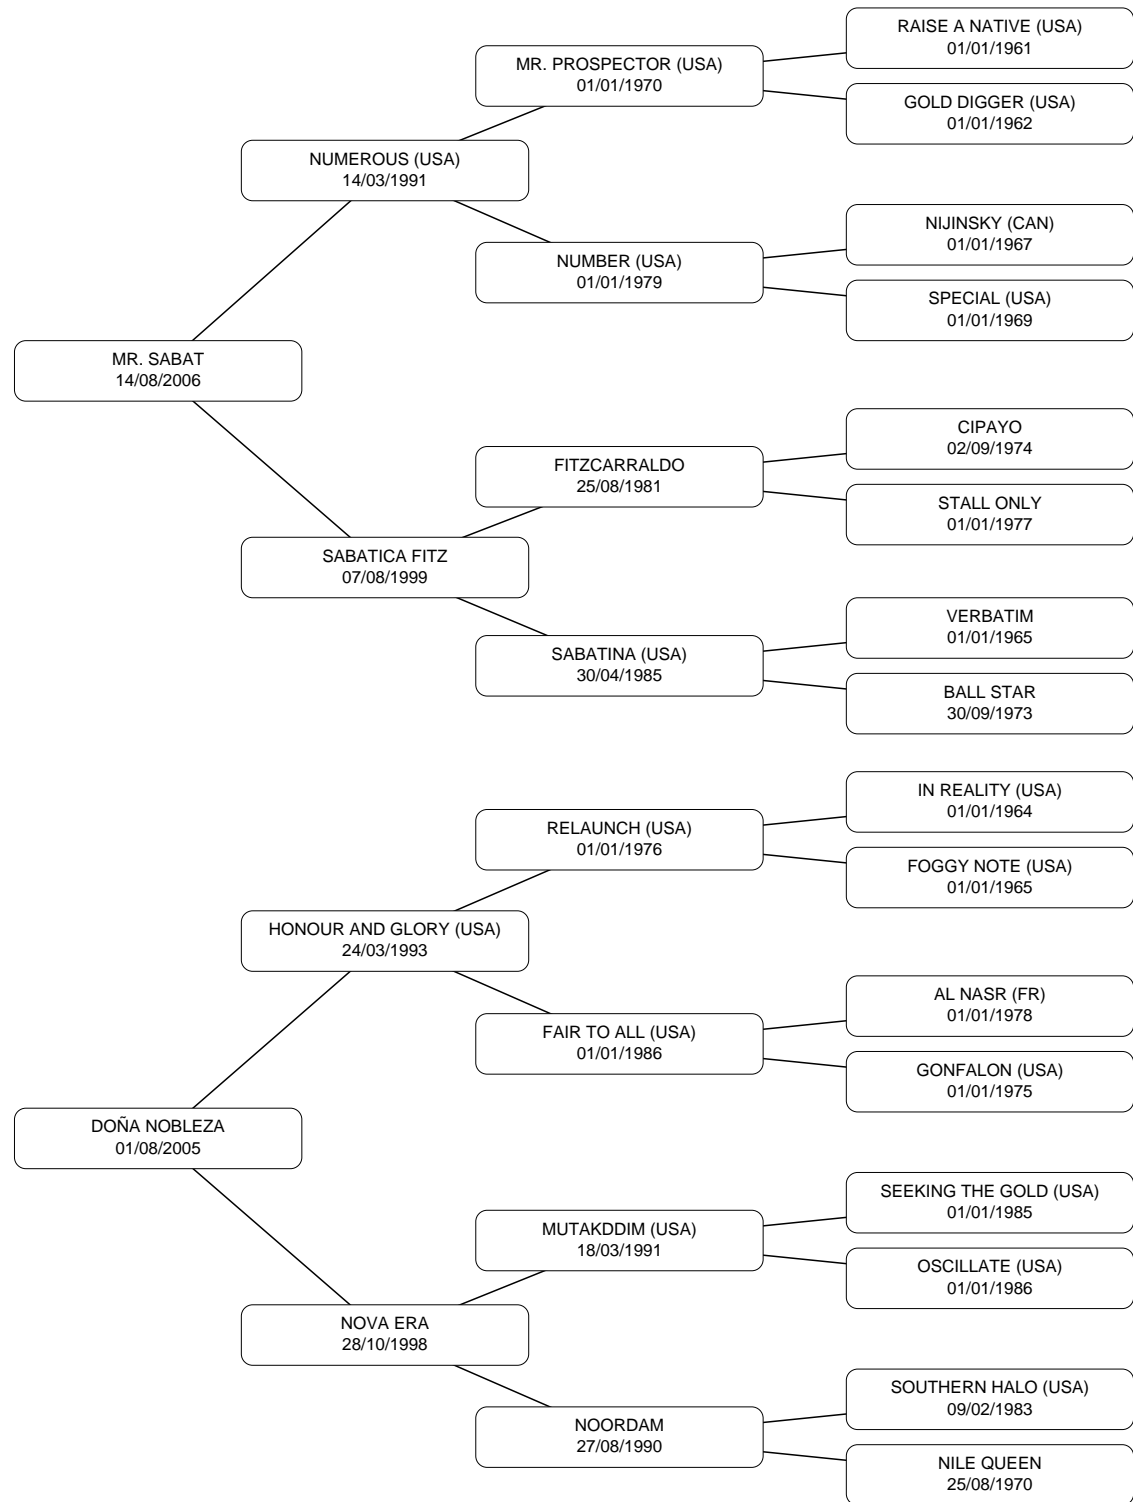 RAISE A NATIVE (USA)
01/01/1961
MR. PROSPECTOR (USA)
01/01/1970
GOLD DIGGER (USA)
01/01/1962
NUMEROUS (USA)
14/03/1991
NIJINSKY (CAN)
01/01/1967
NUMBER (USA)
01/01/1979
SPECIAL (USA)
01/01/1969
MR. SABAT
14/08/2006
CIPAYO
02/09/1974
FITZCARRALDO
25/08/1981
STALL ONLY
01/01/1977
SABATICA FITZ
07/08/1999
VERBATIM
01/01/1965
SABATINA (USA)
30/04/1985
BALL STAR
30/09/1973
IN REALITY (USA)
01/01/1964
RELAUNCH (USA)
01/01/1976
FOGGY NOTE (USA)
01/01/1965
HONOUR AND GLORY (USA)
24/03/1993
AL NASR (FR)
01/01/1978
FAIR TO ALL (USA)
01/01/1986
GONFALON (USA)
01/01/1975
DOÑA NOBLEZA
01/08/2005
SEEKING THE GOLD (USA)
01/01/1985
MUTAKDDIM (USA)
18/03/1991
OSCILLATE (USA)
01/01/1986
NOVA ERA
28/10/1998
SOUTHERN HALO (USA)
09/02/1983
NOORDAM
27/08/1990
NILE QUEEN
25/08/1970